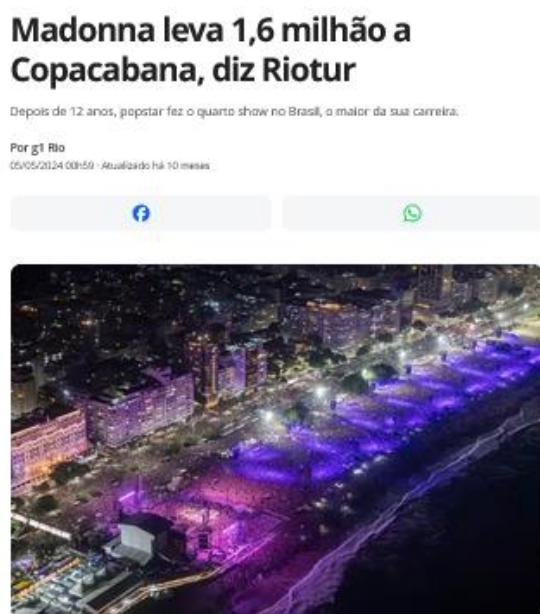 Madonna leva 1,6 milhão a
Copacabana, diz Riotur
Depois de 12 anos, popstar fez o quarto show no Brasil, o maior da sua carreira.
Por g1 Rio
05/05/2024 00h59 · Atualizado há 10 meses